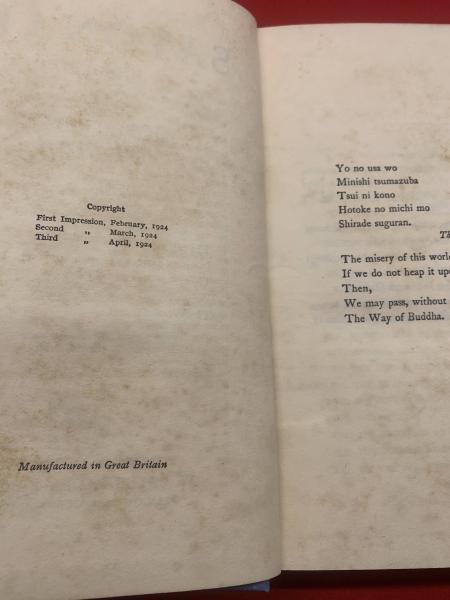 Copyright
First Impression, February, 1924
Second " March, 1924
Third " April, 1924
Manufactured in Great Britain
Yo no usa wo
Minishi tsumazuba
Tsui ni kono
Hotoke no michi mo
Shirade suguran.
The misery of this world
If we do not heap it
Then,
We may pass, without
The Way of Buddha.